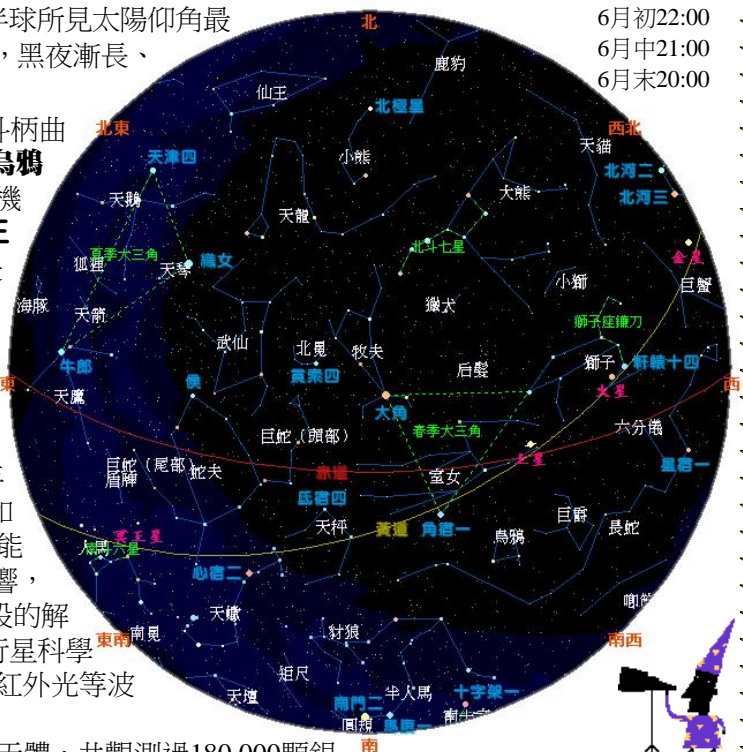 半球所見太陽仰角最
，黑夜漸長、
斗柄曲
烏鴉
機
王
6月初22:00
6月中21:00
6月末20:00
北
鹿豹
仙王
北極星
北東
西北
天貓
天津四
小熊
北河二
大熊
北河三
天鵝
天龍
北斗七星
金星
夏季大三角
織女
狐狸
天琴
小獅
巨蟹
海豚
獵犬
天箭
獅子座鐮刀
武仙
北冕
牧夫
后髮
獅子
軒轅十四
牛郎
貫索四
火星
東
西
天鷹
侯
大角
六分儀
巨蛇（頭部）
春季大三角
土星
星宿一
巨蛇（尾部）
蛇夫
赤道
室女
盾牌
氐宿四
巨爵
冥王星
天秤
黃道
角宿一
烏鴉
長蛇
人馬
南斗六星
心宿二
天蠍
豺狼
東南
南冕
南西
矩尺
天壇
南門二
半人馬
十字架一
圓規
馬腹一
南
和
能
響，
設的解
行星科學
紅外光等波
天體，共觀測過180,000顆銀